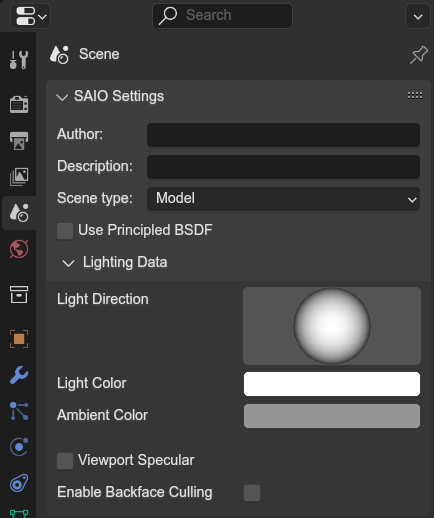 Search
Scene
SAIO Settings
Author:
Description:
Scene type: Model
Use Principled BSDF
Lighting Data
Light Direction
Light Color
Ambient Color
Viewport Specular
Enable Backface Culling